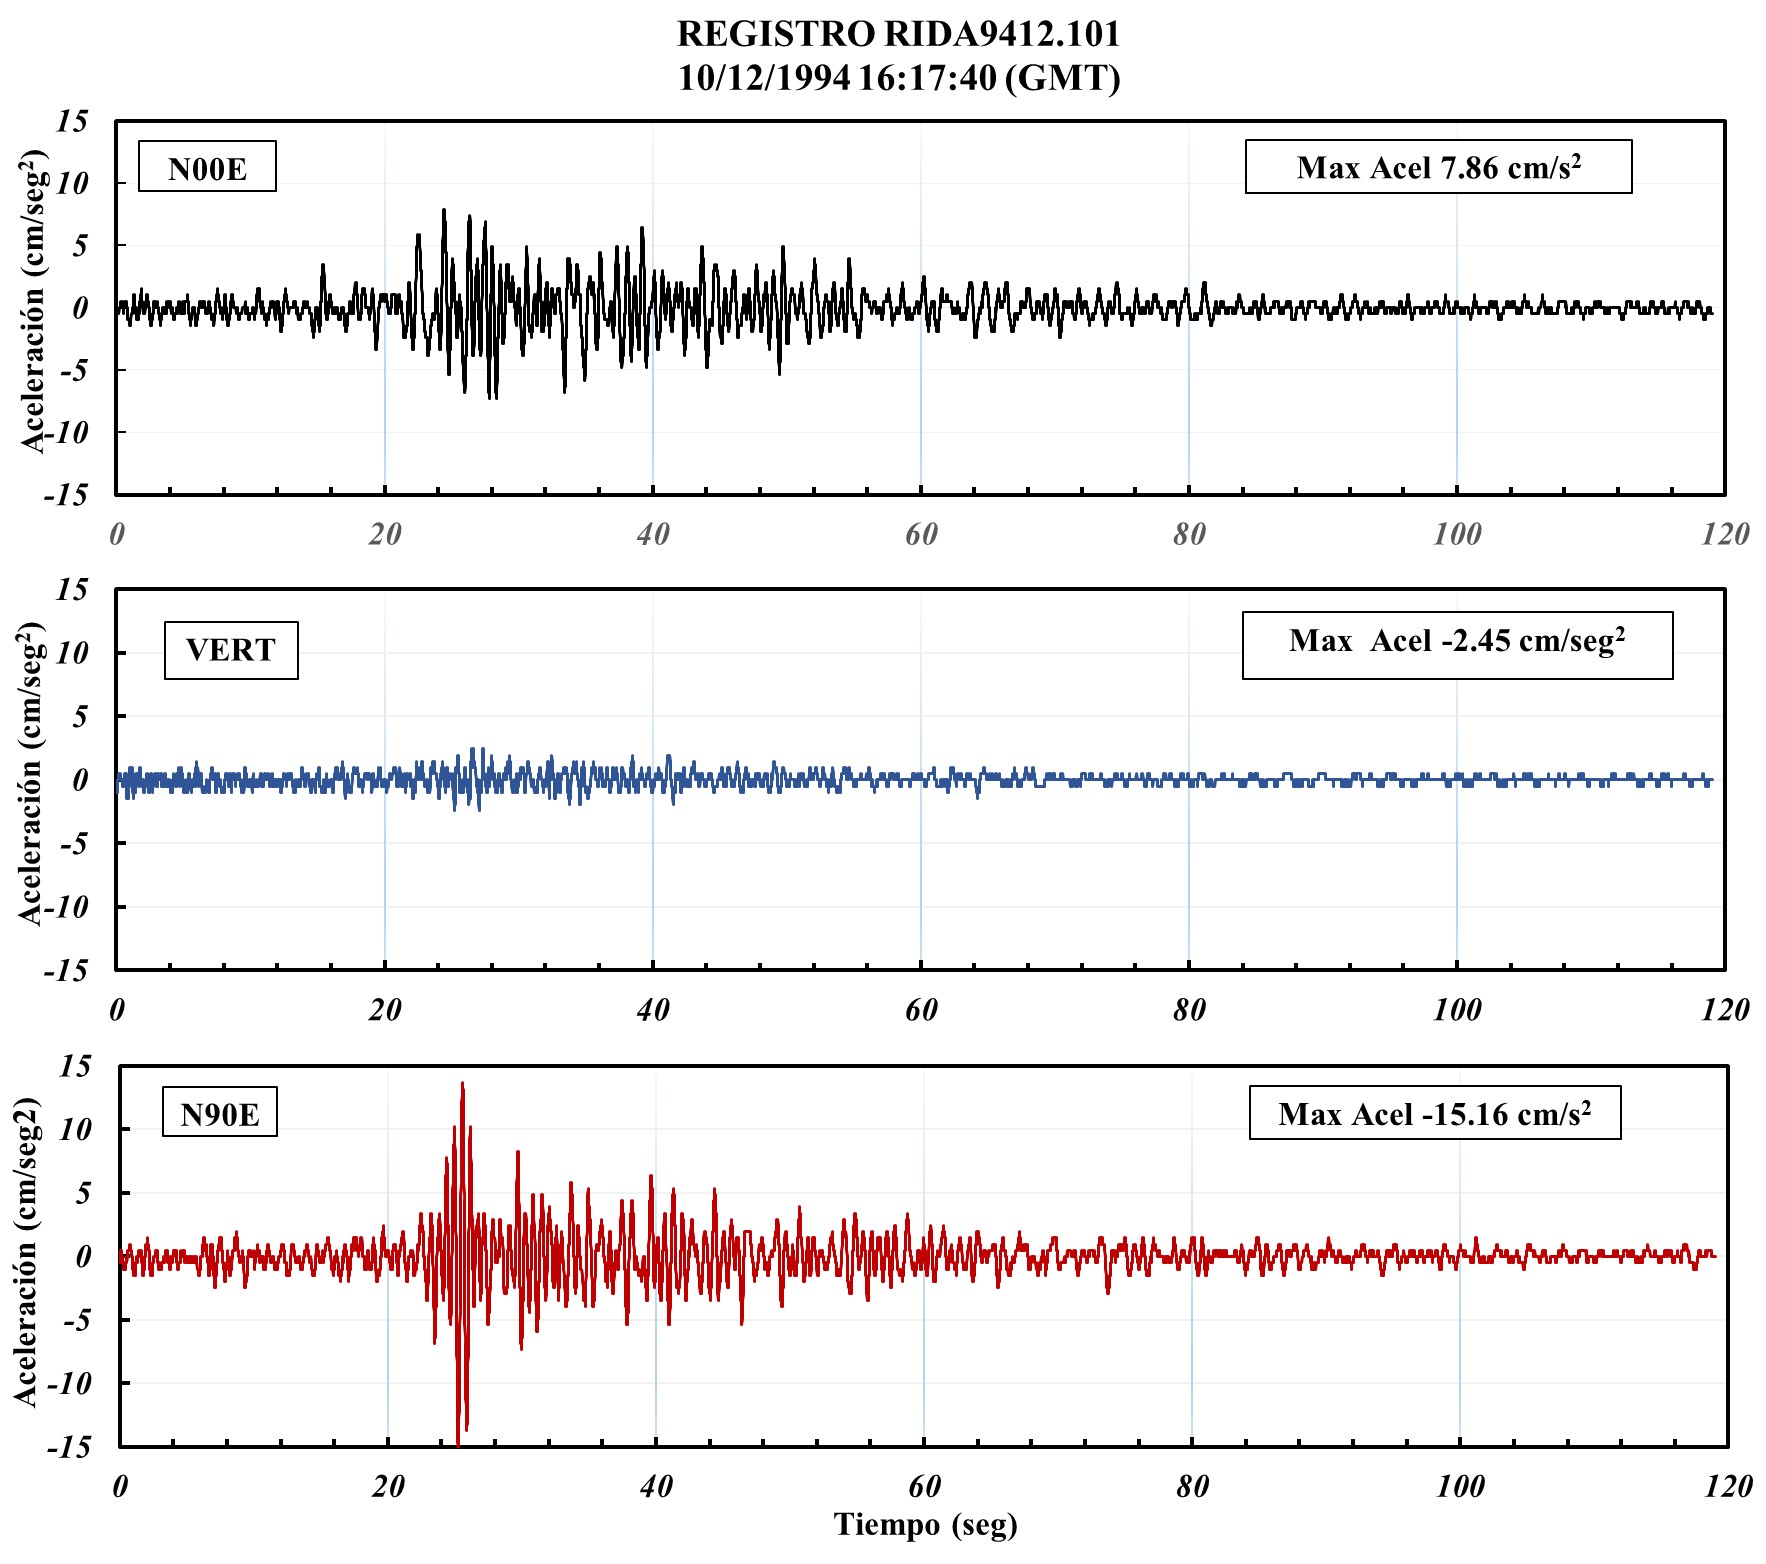 REGISTRO RIDA9412.101
10/12/1994 16:17:40 (GMT)
Aceleración (cm/seg²)
15
10
5
0
-5
-10
-15
N00E
Max Acel 7.86 cm/s²
0 20 40 60 80 100 120
Aceleración (cm/seg²)
15
10
5
0
-5
-10
-15
VERT
Max Acel -2.45 cm/seg²
0 20 40 60 80 100 120
Aceleración (cm/seg2)
15
10
5
0
-5
-10
-15
N90E
Max Acel -15.16 cm/s²
0 20 40 60 80 100 120
Tiempo (seg)